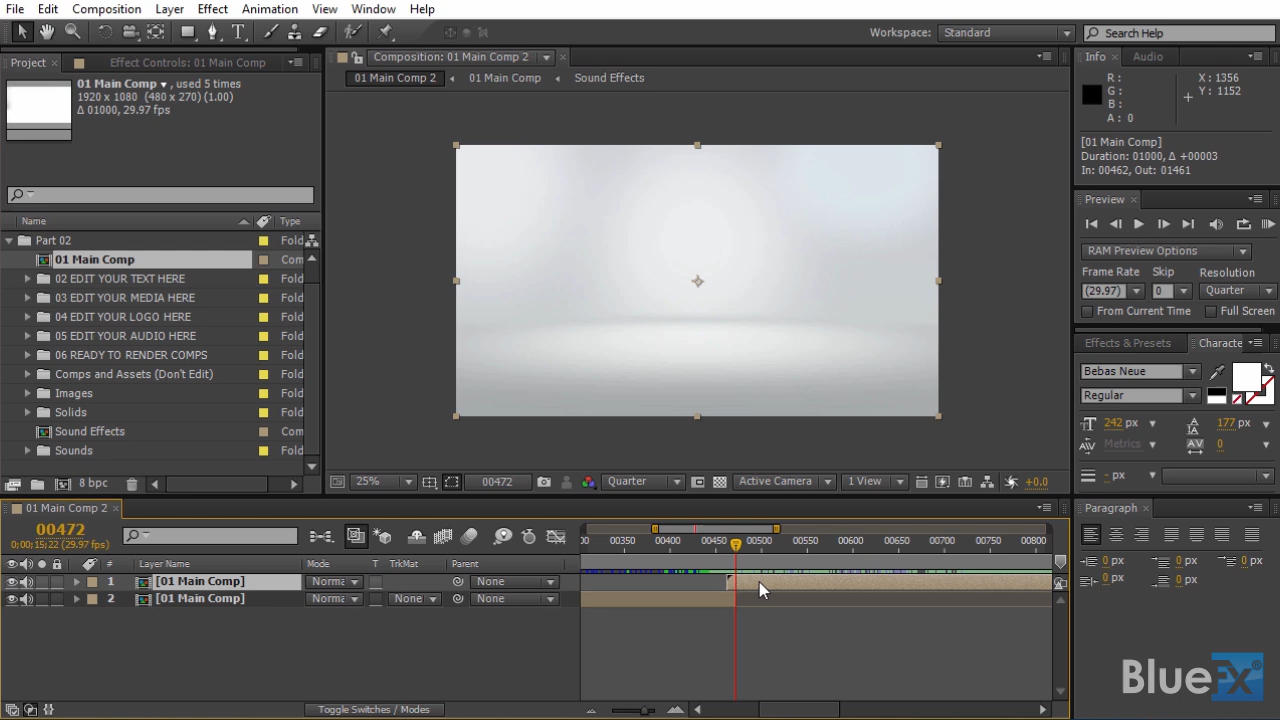 File Edit Composition Layer Effect Animation View Window Help
Workspace: Standard Search Help
Project Effect Controls: 01 Main Comp
01 Main Comp , used 5 times
1920 x 1080 (480 x 270) (1.00)
Δ 01000, 29.97 fps
Name Type
Part 02 Fold
01 Main Comp Com
02 EDIT YOUR TEXT HERE Fold
03 EDIT YOUR MEDIA HERE Fold
04 EDIT YOUR LOGO HERE Fold
05 EDIT YOUR AUDIO HERE Fold
06 READY TO RENDER COMPS Fold
Comps and Assets (Don't Edit) Fold
Images Fold
Solids Fold
Sound Effects Com
Sounds Fold
8 bpc
Composition: 01 Main Comp 2
01 Main Comp 2 01 Main Comp Sound Effects
25% 00472 Quarter Active Camera 1 View +0.0
Info Audio
R: X: 1356
G: Y: 1152
B:
A: 0
[01 Main Comp]
Duration: 01000, Δ +00003
In: 00462, Out: 01461
Preview
RAM Preview Options
Frame Rate Skip Resolution
(29.97) 0 Quarter
From Current Time Full Screen
Effects & Presets Characte
Bebas Neue
Regular
242 px 177 px
Metrics 0
- px
Paragraph
0 px 0 px 0 px
0 px 0 px
01 Main Comp 2
00472
0;00;15;22 (29.97 fps)
00 00350 00400 00450 00500 00550 00600 00650 00700 00750 00800
# Layer Name Mode T TrkMat Parent
1 [01 Main Comp] Norma None
2 [01 Main Comp] Norma None None
Toggle Switches / Modes
BlueFx